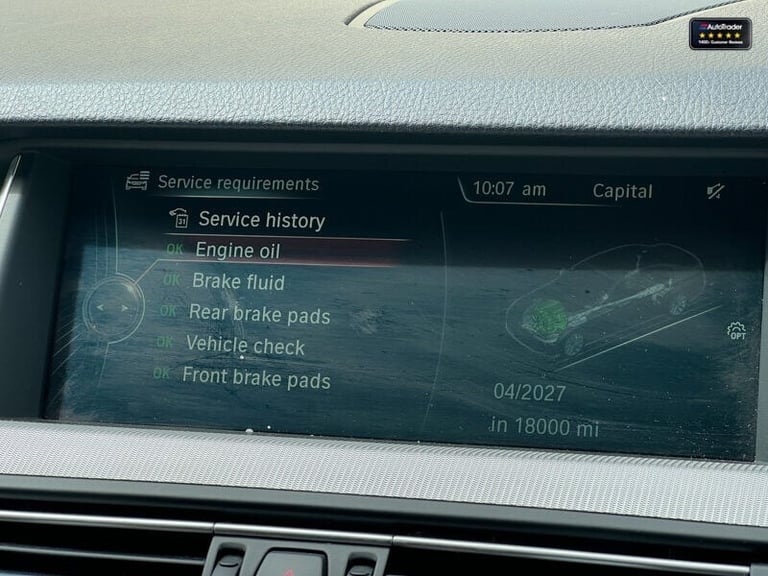 AutoTrader
Service requirements
10:07 am
Capital
Service history
31
OK Engine oil
OK Brake fluid
OK Rear brake pads
OK Vehicle check
OK Front brake pads
OPT
04/2027
in 18000 mi